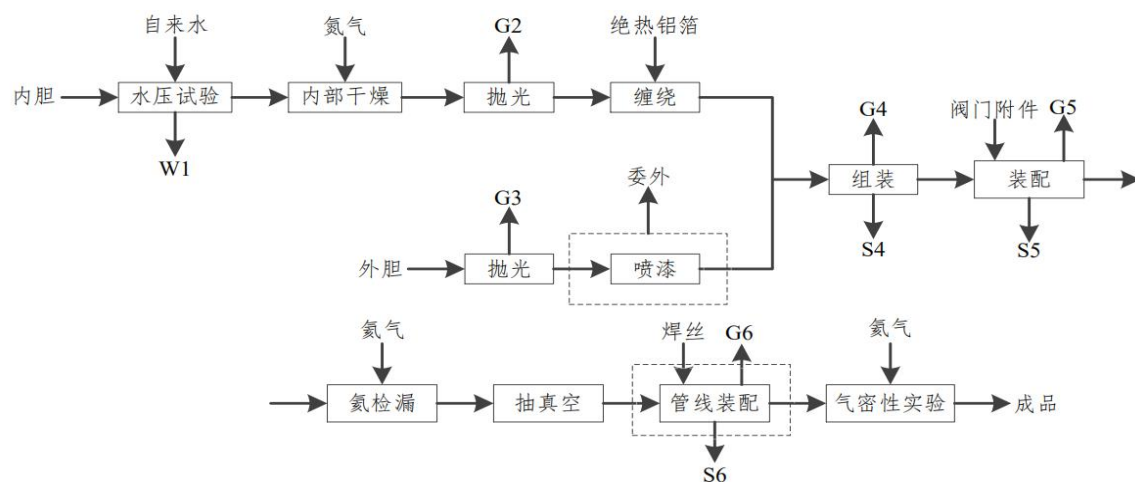 自来水
氮气
G2
绝热铝箔
内胆
水压试验
内部干燥
抛光
缠绕
W1
G4
阀门附件
G5
组装
装配
S4
S5
G3
委外
外胆
抛光
喷漆
氦气
焊丝
G6
氦气
氦检漏
抽真空
管线装配
气密性实验
成品
S6